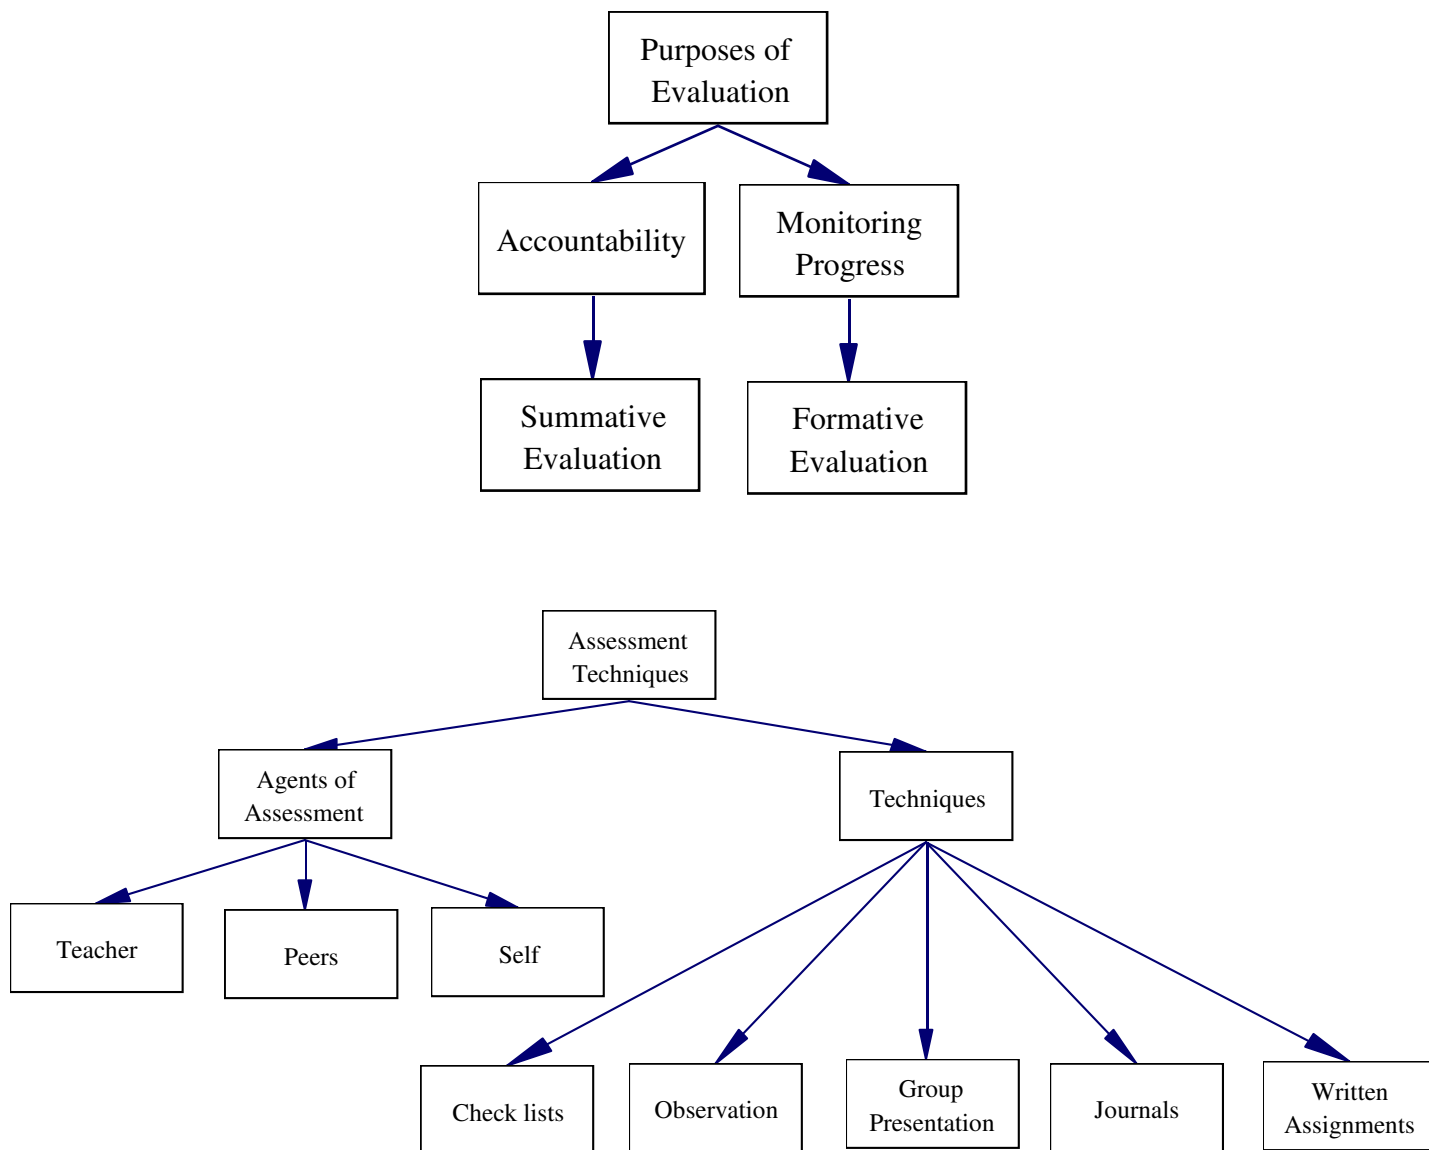 Purposes of
Evaluation
Accountability
Monitoring
Progress
Summative
Evaluation
Formative
Evaluation
Assessment
Techniques
Agents of
Assessment
Techniques
Teacher
Peers
Self
Check lists
Observation
Group
Presentation
Journals
Written
Assignments